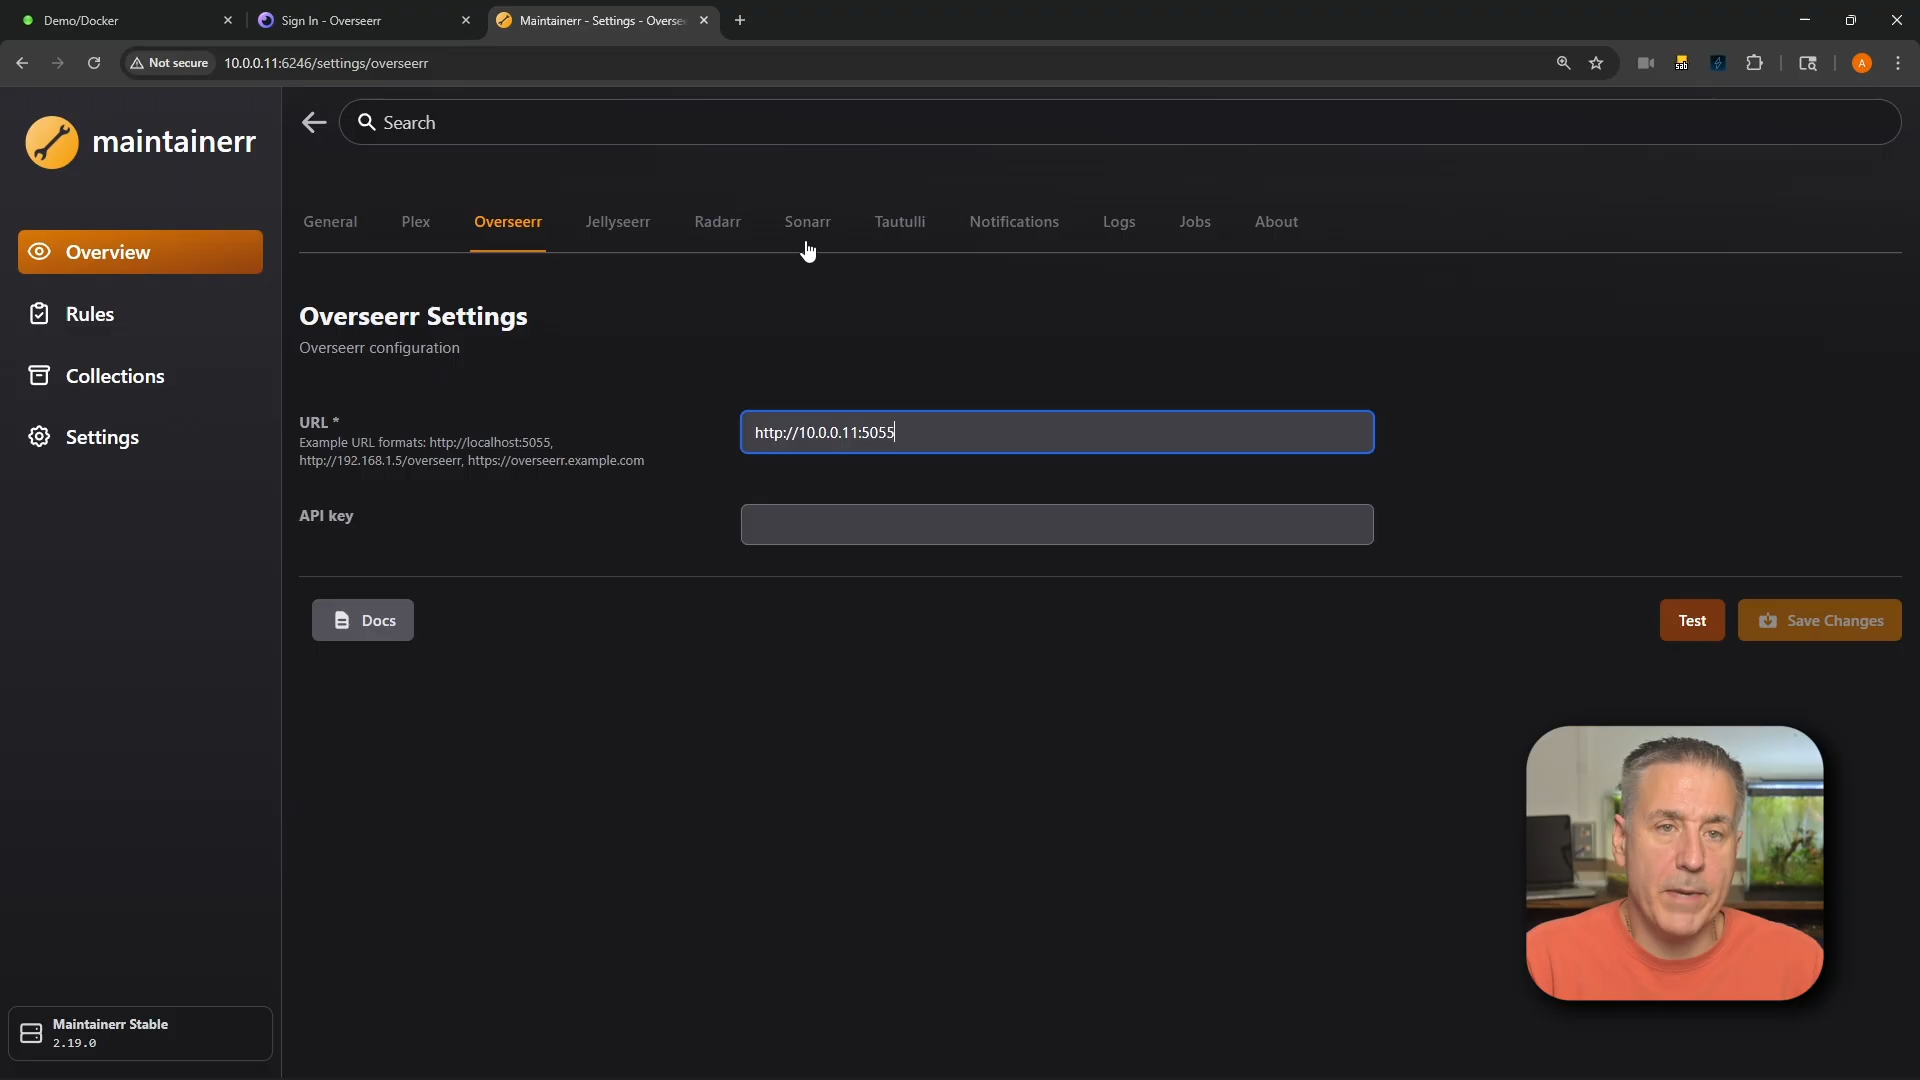 Demo/Docker
Sign In - Overseerr
Maintainerr - Settings - Overse
Not secure
10.0.0.11:6246/settings/overseerr
sab
A
maintainerr
Search
General
Plex
Overseerr
Jellyseerr
Radarr
Sonarr
Tautulli
Notifications
Logs
Jobs
About
Overview
Rules
Collections
Settings
Overseerr Settings
Overseerr configuration
URL *
Example URL formats: http://localhost:5055,
http://192.168.1.5/overseerr, https://overseerr.example.com
http://10.0.0.11:5055
API key
Docs
Test
Save Changes
Maintainerr Stable
2.19.0